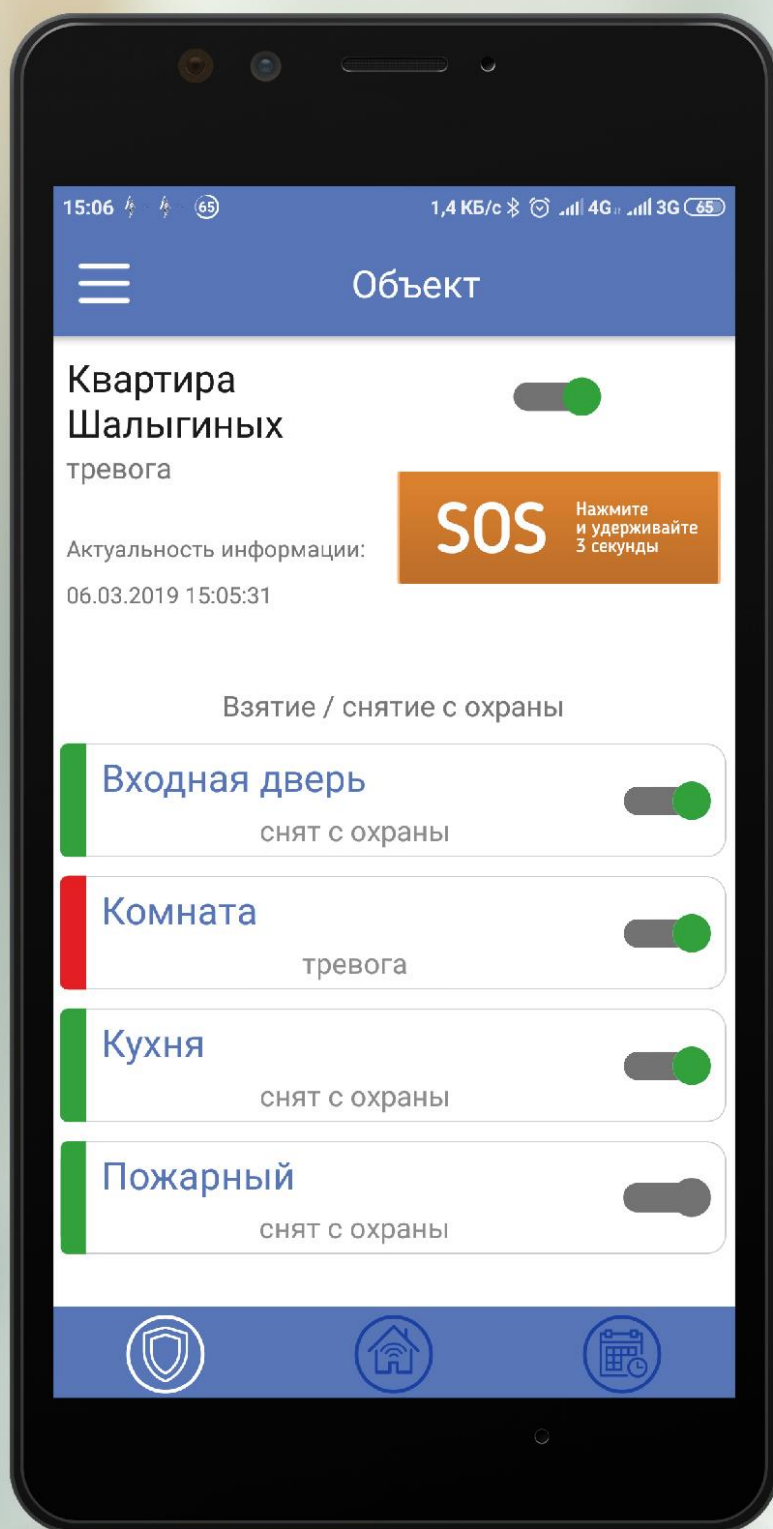 15:06 65 1,4 КБ/с 4G 3G 65
Объект
Квартира
Шалыгиных
тревога
SOS
Нажмите
и удерживайте
3 секунды
Актуальность информации:
06.03.2019 15:05:31
Взятие / снятие с охраны
Входная дверь
снят с охраны
Комната
тревога
Кухня
снят с охраны
Пожарный
снят с охраны